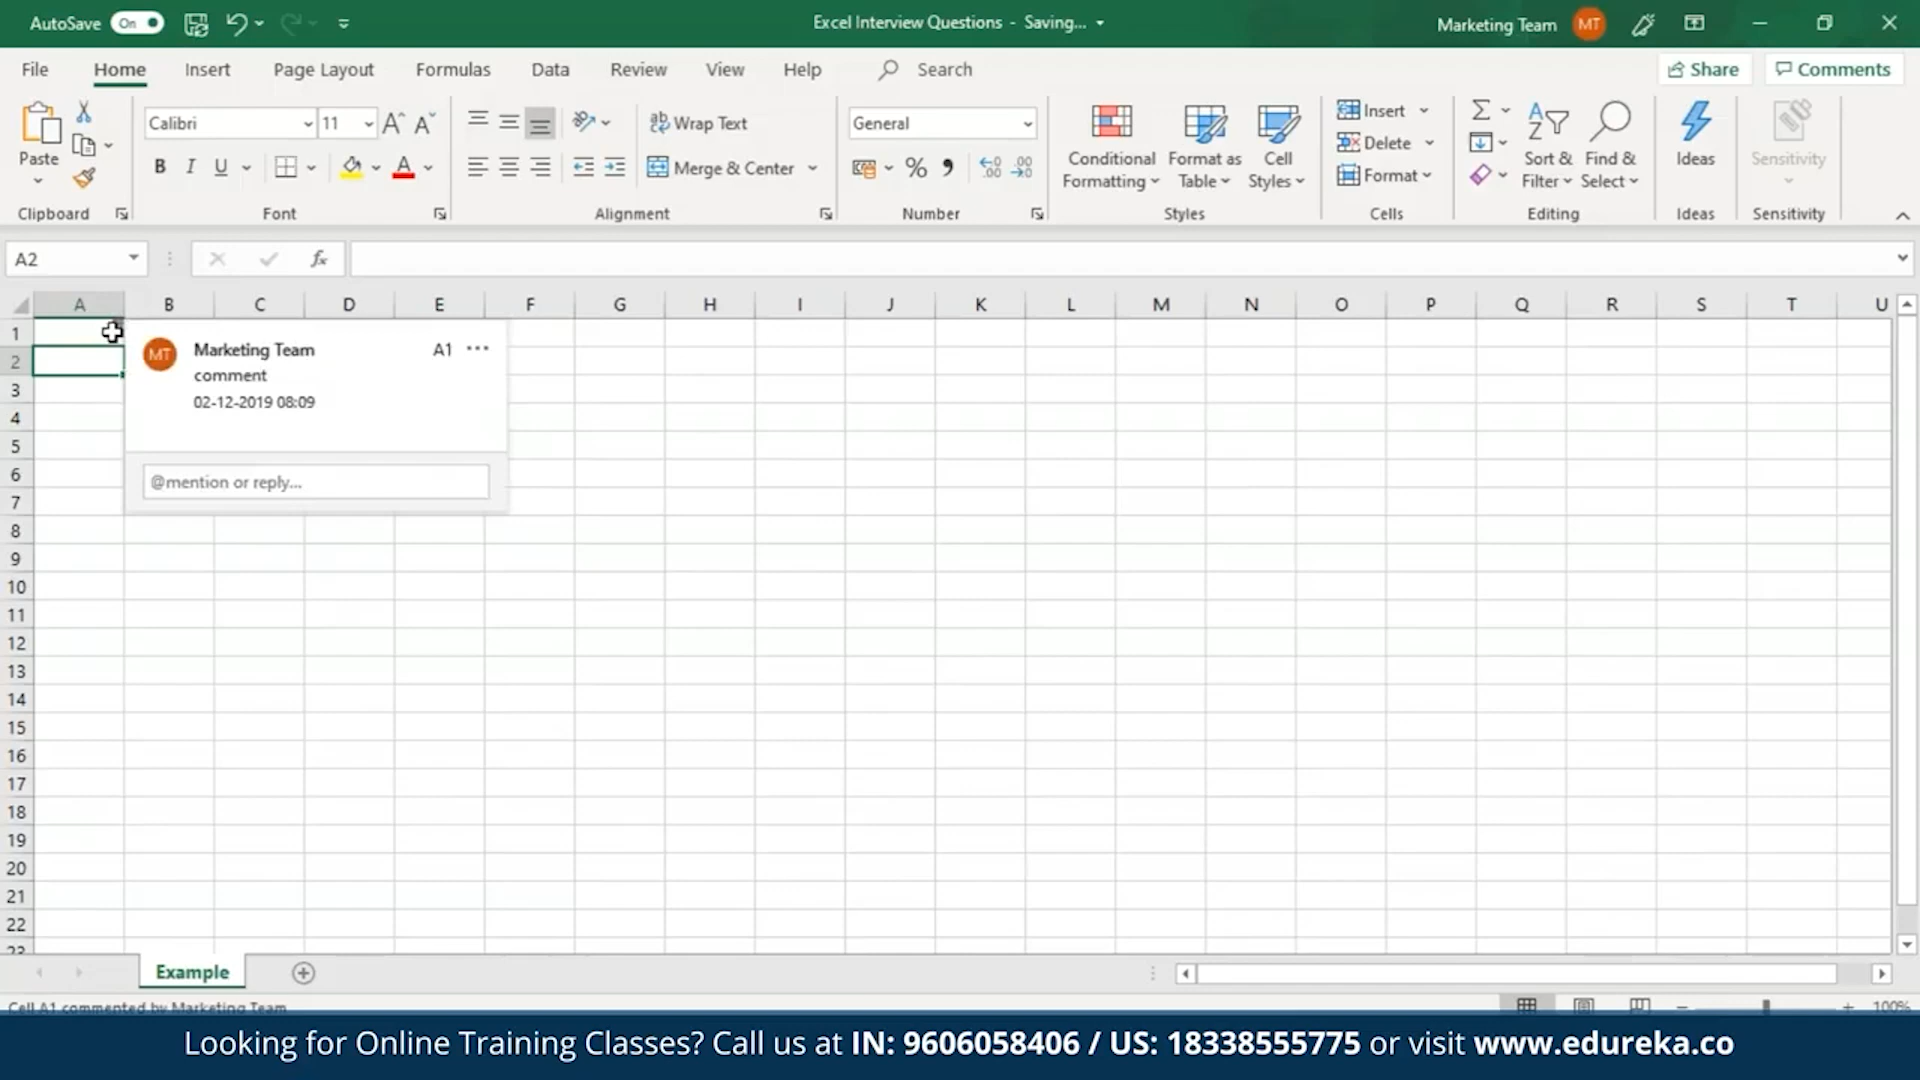 AutoSave On
Excel Interview Questions - Saving...
Marketing Team MT
File Home Insert Page Layout Formulas Data Review View Help Search
Share Comments
Paste
Clipboard
Calibri 11
B I U
Font
Wrap Text
Merge & Center
Alignment
General
Number
Conditional Formatting
Format as Table
Cell Styles
Styles
Insert
Delete
Format
Cells
Sort & Filter
Find & Select
Editing
Ideas
Ideas
Sensitivity
Sensitivity
A2
fx
A B C D E F G H I J K L M N O P Q R S T U
1
2
3
4
5
6
7
8
9
10
11
12
13
14
15
16
17
18
19
20
21
22
23
MT Marketing Team A1
comment
02-12-2019 08:09
@mention or reply...
Example
Cell A1 commented by Marketing Team
100%
Looking for Online Training Classes? Call us at IN: 9606058406 / US: 18338555775 or visit www.edureka.co